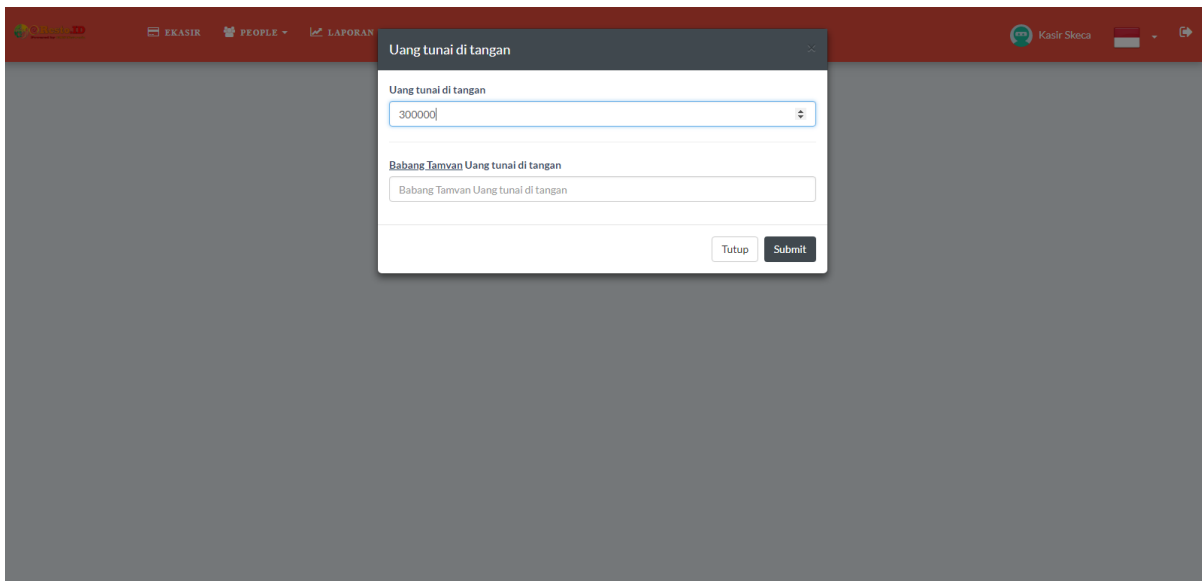 EKASIR PEOPLE LAPORAN Kasir Skeca
Uang tunai di tangan
Uang tunai di tangan
300000
Babang Tamvan Uang tunai di tangan
Babang Tamvan Uang tunai di tangan
Tutup Submit